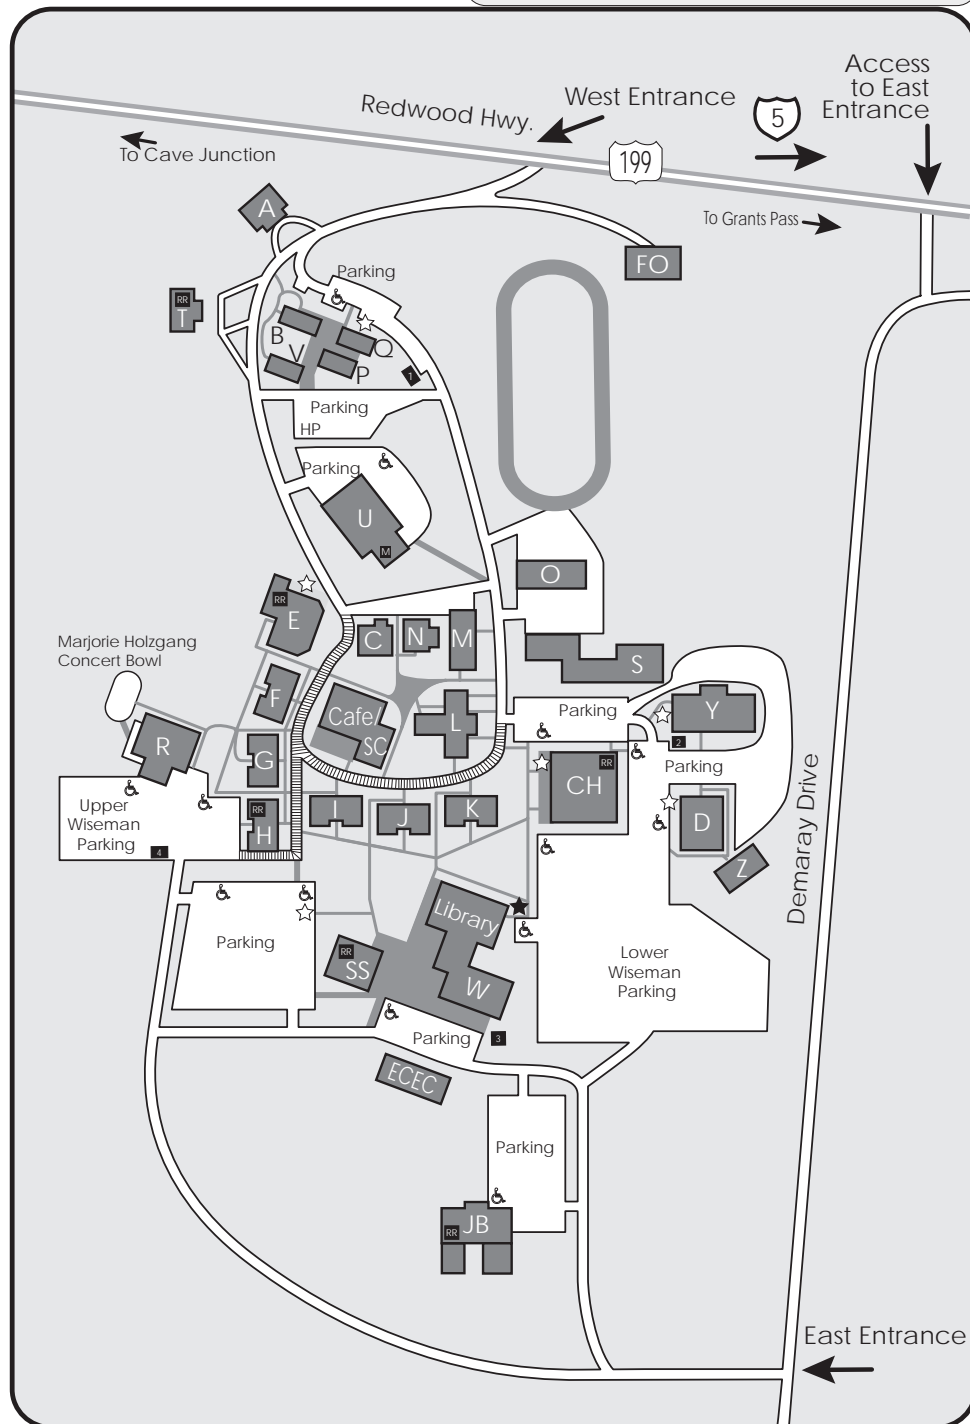 Access
to East
Entrance
West Entrance
Redwood Hwy.
5
199
To Cave Junction
To Grants Pass
A
FO
Parking
RR
T
B
V
Q
P
1
Parking
HP
Parking
U
M
O
RR
E
C
N
M
S
Marjorie Holzgang
Concert Bowl
F
Cafe/
SC
L
Parking
Y
2
R
G
CH
RR
Parking
Upper
Wiseman
Parking
4
RR
H
I
J
K
D
Z
Demaray Drive
Library
Parking
RR
SS
W
Lower
Wiseman
Parking
Parking
3
ECEC
Parking
RR
JB
East Entrance